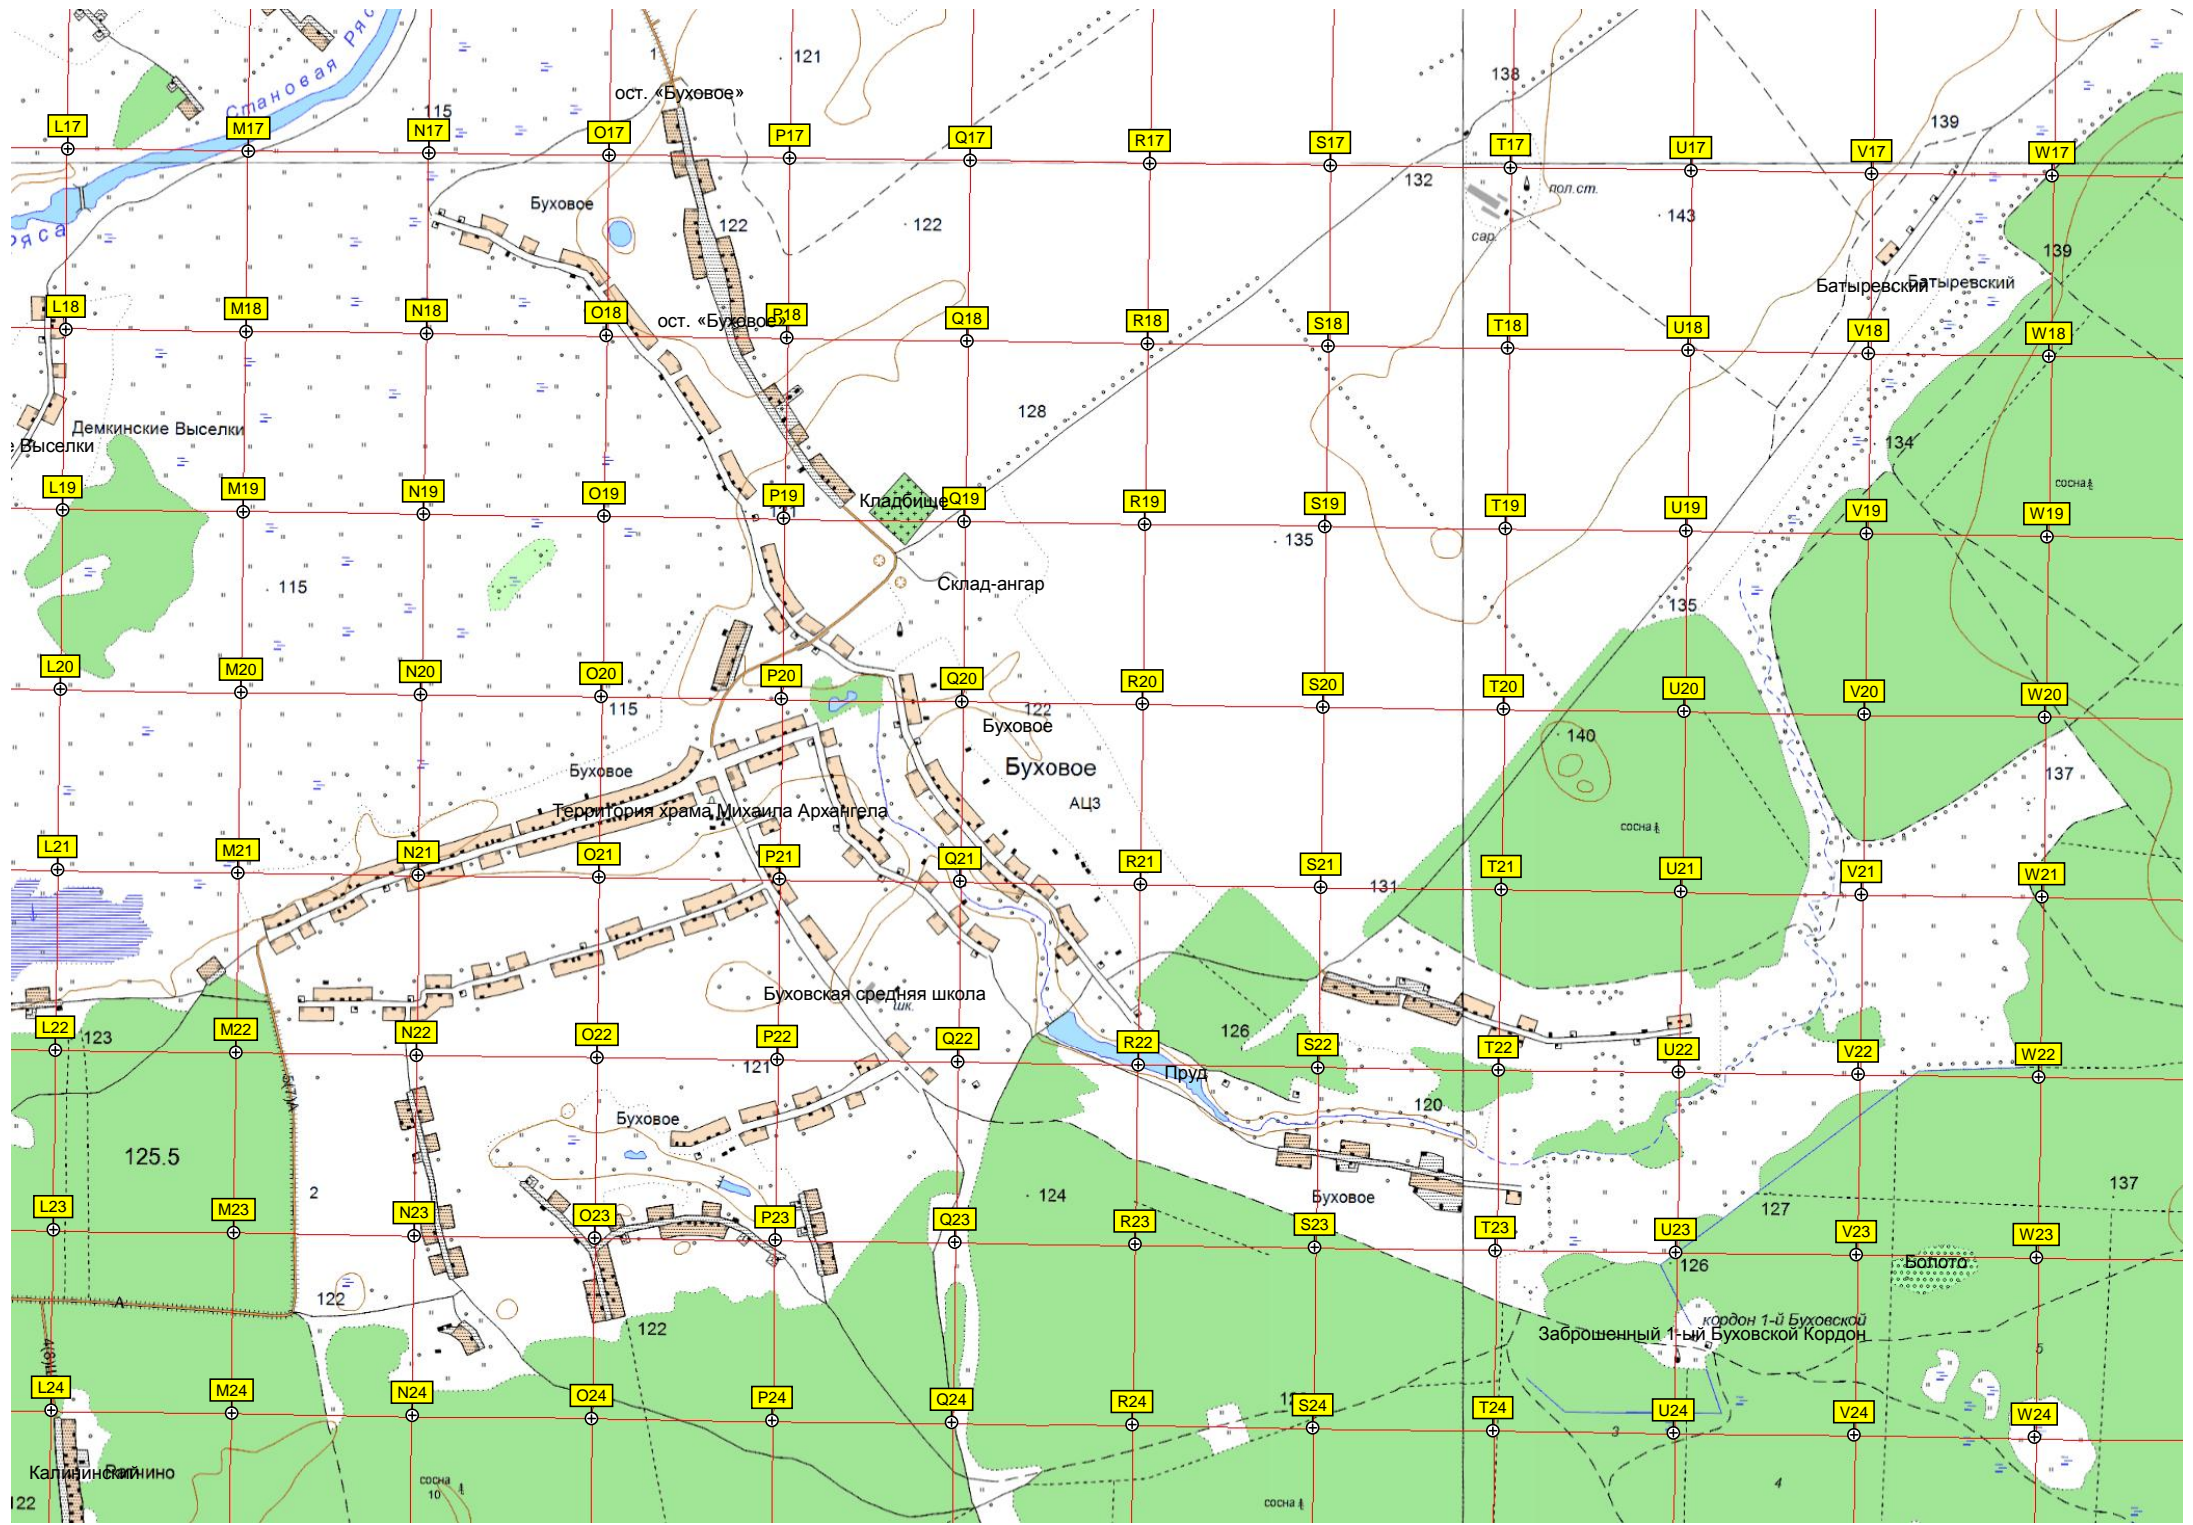 Становая Ряса
Ряса
1
121
138
115
ост. «Буховое»
139
L17 M17 N17 O17 P17 Q17 R17 S17 T17 U17 V17 W17
132
пол.ст.
Буховое
122
122
143
сар.
139
Батыревский
Батыревский
L18 M18 N18 O18 P18 Q18 R18 S18 T18 U18 V18 W18
ост. «Буховое»
128
Демкинские Выселки
Выселки
134
сосна
L19 M19 N19 O19 P19 Q19 R19 S19 T19 U19 V19 W19
Кладбище
135
115
Склад-ангар
135
L20 M20 N20 O20 P20 Q20 R20 S20 T20 U20 V20 W20
115
122
Буховое
140
Буховое
Буховое
137
АЦЗ
Территория храма Михаила Архангела
сосна
L21 M21 N21 O21 P21 Q21 R21 S21 T21 U21 V21 W21
131
Буховская средняя школа
шк.
L22 M22 N22 O22 P22 Q22 R22 S22 T22 U22 V22 W22
123
126
121
Пруд
5(7)А
120
Буховое
125.5
2
124
Буховое
127
137
L23 M23 N23 O23 P23 Q23 R23 S23 T23 U23 V23 W23
126
Болото
А
122
122
кордон 1-й Буховской
Заброшенный 1-ый Буховской Кордон
5
4(8)
L24 M24 N24 O24 P24 Q24 R24 S24 T24 U24 V24 W24
3
Калининский
сосна
10
4
122
сосна